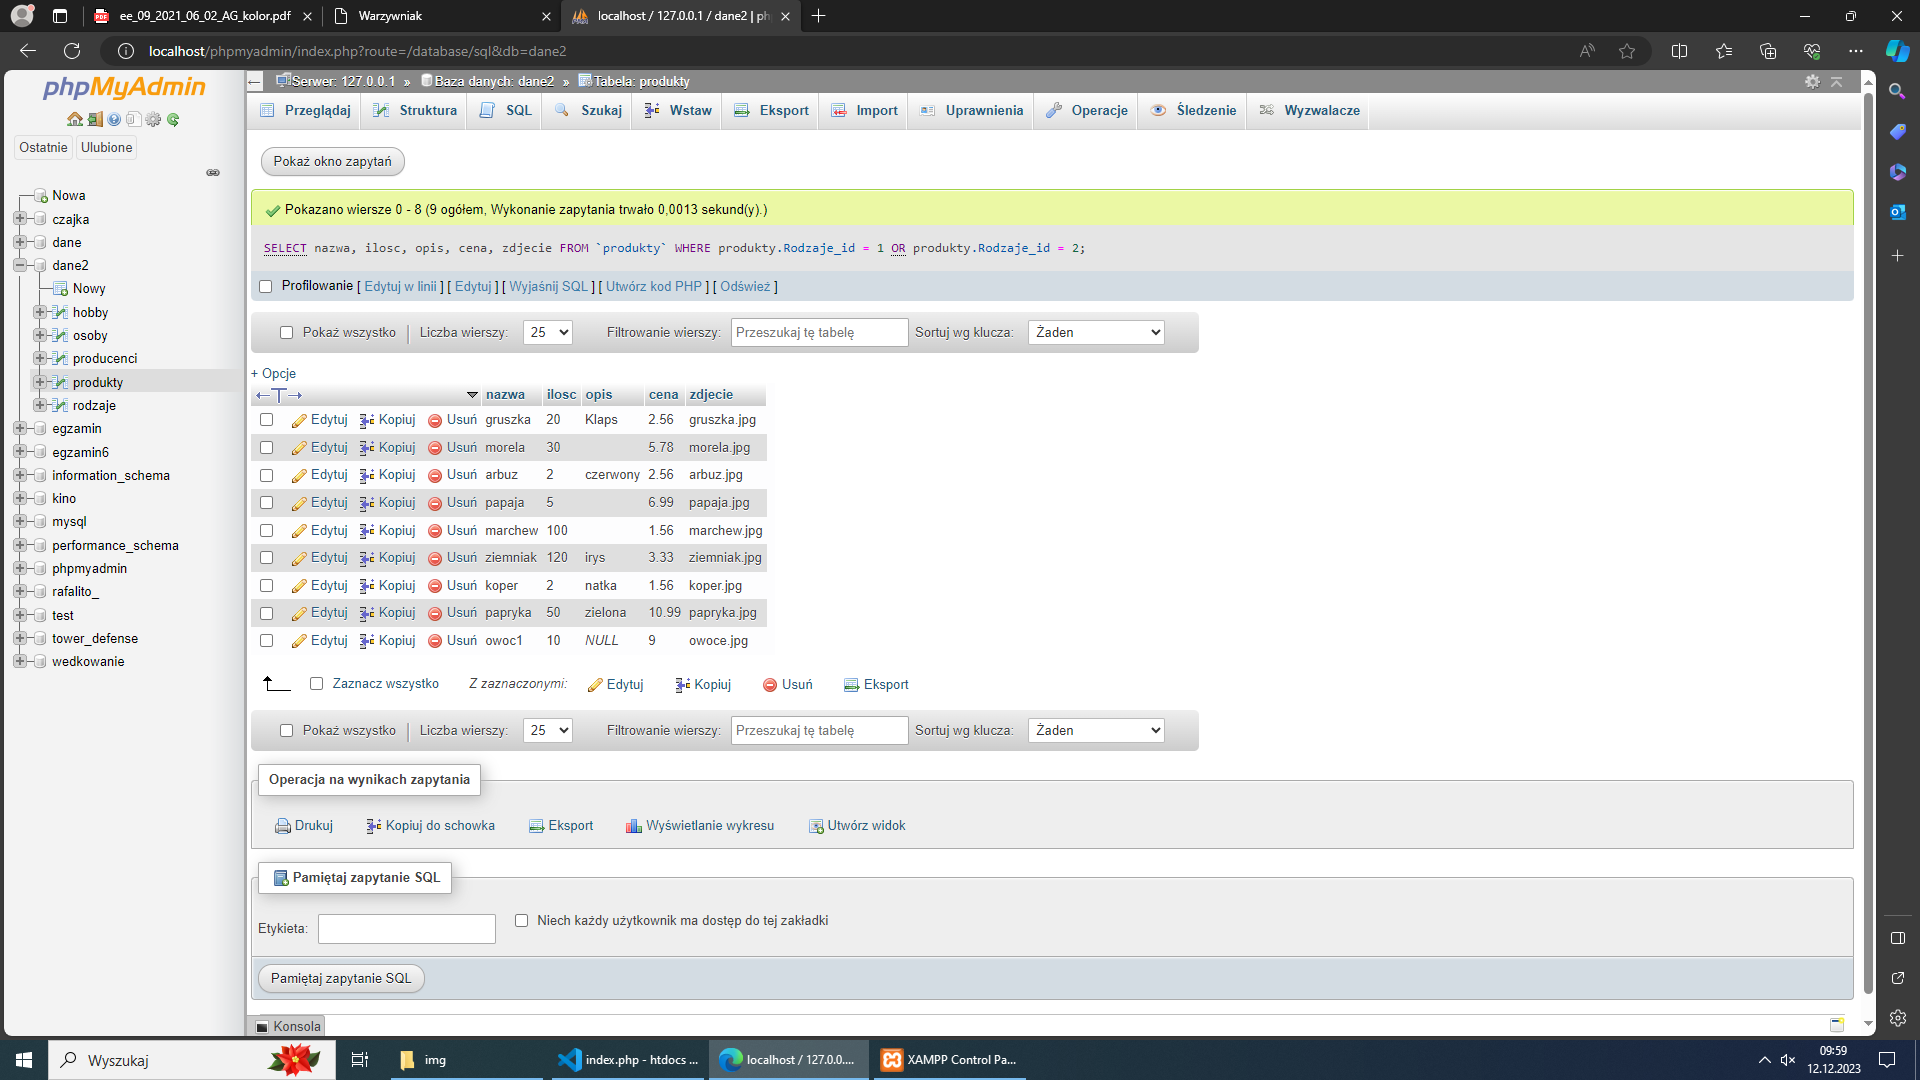 ee_09_2021_06_02_AG_kolor.pdf
Warzywniak
localhost / 127.0.0.1 / dane2 | ph
localhost/phpmyadmin/index.php?route=/database/sql&db=dane2
phpMyAdmin
Ostatnie Ulubione
Nowa
czajka
dane
dane2
Nowy
hobby
osoby
producenci
produkty
rodzaje
egzamin
egzamin6
information_schema
kino
mysql
performance_schema
phpmyadmin
rafalito_
test
tower_defense
wedkowanie
Serwer: 127.0.0.1 » Baza danych: dane2 » Tabela: produkty
Przeglądaj Struktura SQL Szukaj Wstaw Eksport Import Uprawnienia Operacje Śledzenie Wyzwalacze
Pokaż okno zapytań
Pokazano wiersze 0 - 8 (9 ogółem, Wykonanie zapytania trwało 0,0013 sekund(y).)
SELECT nazwa, ilosc, opis, cena, zdjecie FROM `produkty` WHERE produkty.Rodzaje_id = 1 OR produkty.Rodzaje_id = 2;
Profilowanie [ Edytuj w linii ] [ Edytuj ] [ Wyjaśnij SQL ] [ Utwórz kod PHP ] [ Odśwież ]
Pokaż wszystko | Liczba wierszy: 25 Filtrowanie wierszy: Przeszukaj tę tabelę Sortuj wg klucza: Żaden
+ Opcje
←T→ nazwa ilosc opis cena zdjecie
Edytuj Kopiuj Usuń gruszka 20 Klaps 2.56 gruszka.jpg
Edytuj Kopiuj Usuń morela 30 5.78 morela.jpg
Edytuj Kopiuj Usuń arbuz 2 czerwony 2.56 arbuz.jpg
Edytuj Kopiuj Usuń papaja 5 6.99 papaja.jpg
Edytuj Kopiuj Usuń marchew 100 1.56 marchew.jpg
Edytuj Kopiuj Usuń ziemniak 120 irys 3.33 ziemniak.jpg
Edytuj Kopiuj Usuń koper 2 natka 1.56 koper.jpg
Edytuj Kopiuj Usuń papryka 50 zielona 10.99 papryka.jpg
Edytuj Kopiuj Usuń owoc1 10 NULL 9 owoce.jpg
Zaznacz wszystko Z zaznaczonymi: Edytuj Kopiuj Usuń Eksport
Pokaż wszystko | Liczba wierszy: 25 Filtrowanie wierszy: Przeszukaj tę tabelę Sortuj wg klucza: Żaden
Operacja na wynikach zapytania
Drukuj Kopiuj do schowka Eksport Wyświetlanie wykresu Utwórz widok
Pamiętaj zapytanie SQL
Etykieta: Niech każdy użytkownik ma dostęp do tej zakładki
Pamiętaj zapytanie SQL
Konsola
Wyszukaj
img
index.php - htdocs ...
localhost / 127.0.0....
XAMPP Control Pa...
09:59
12.12.2023